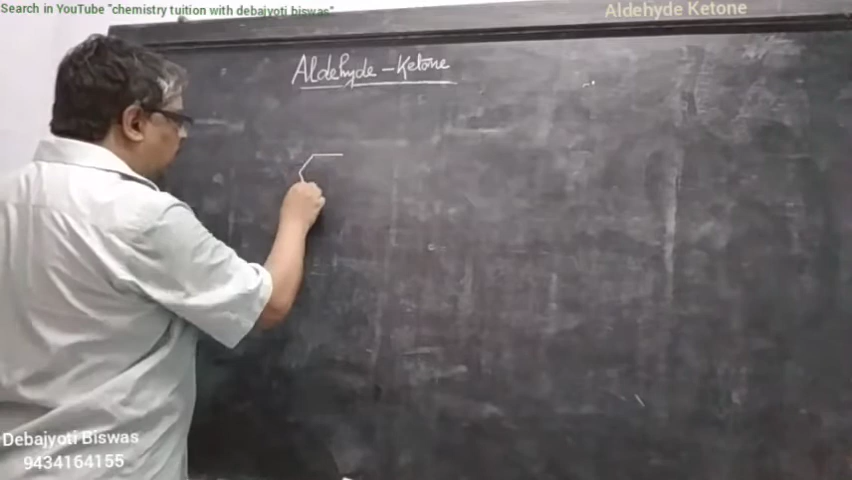 Search in YouTube "chemistry tuition with debajyoti biswas"
Aldehyde Ketone
Aldehyde - Ketone
Debajyoti Biswas
9434164155